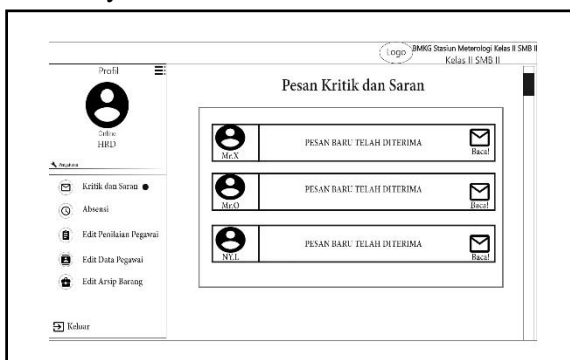 Logo
BMKG Stasiun Meterologi Kelas II SMB II
Kelas II SMB II
Profil
Online
HRD
Kritik dan Saran
Absensi
Edit Penilaian Pegawai
Edit Data Pegawai
Edit Arsip Barang
Keluar
Pesan Kritik dan Saran
Mr.X
PESAN BARU TELAH DITERIMA
Baca!
Mr.O
PESAN BARU TELAH DITERIMA
Baca!
NY.L
PESAN BARU TELAH DITERIMA
Baca!